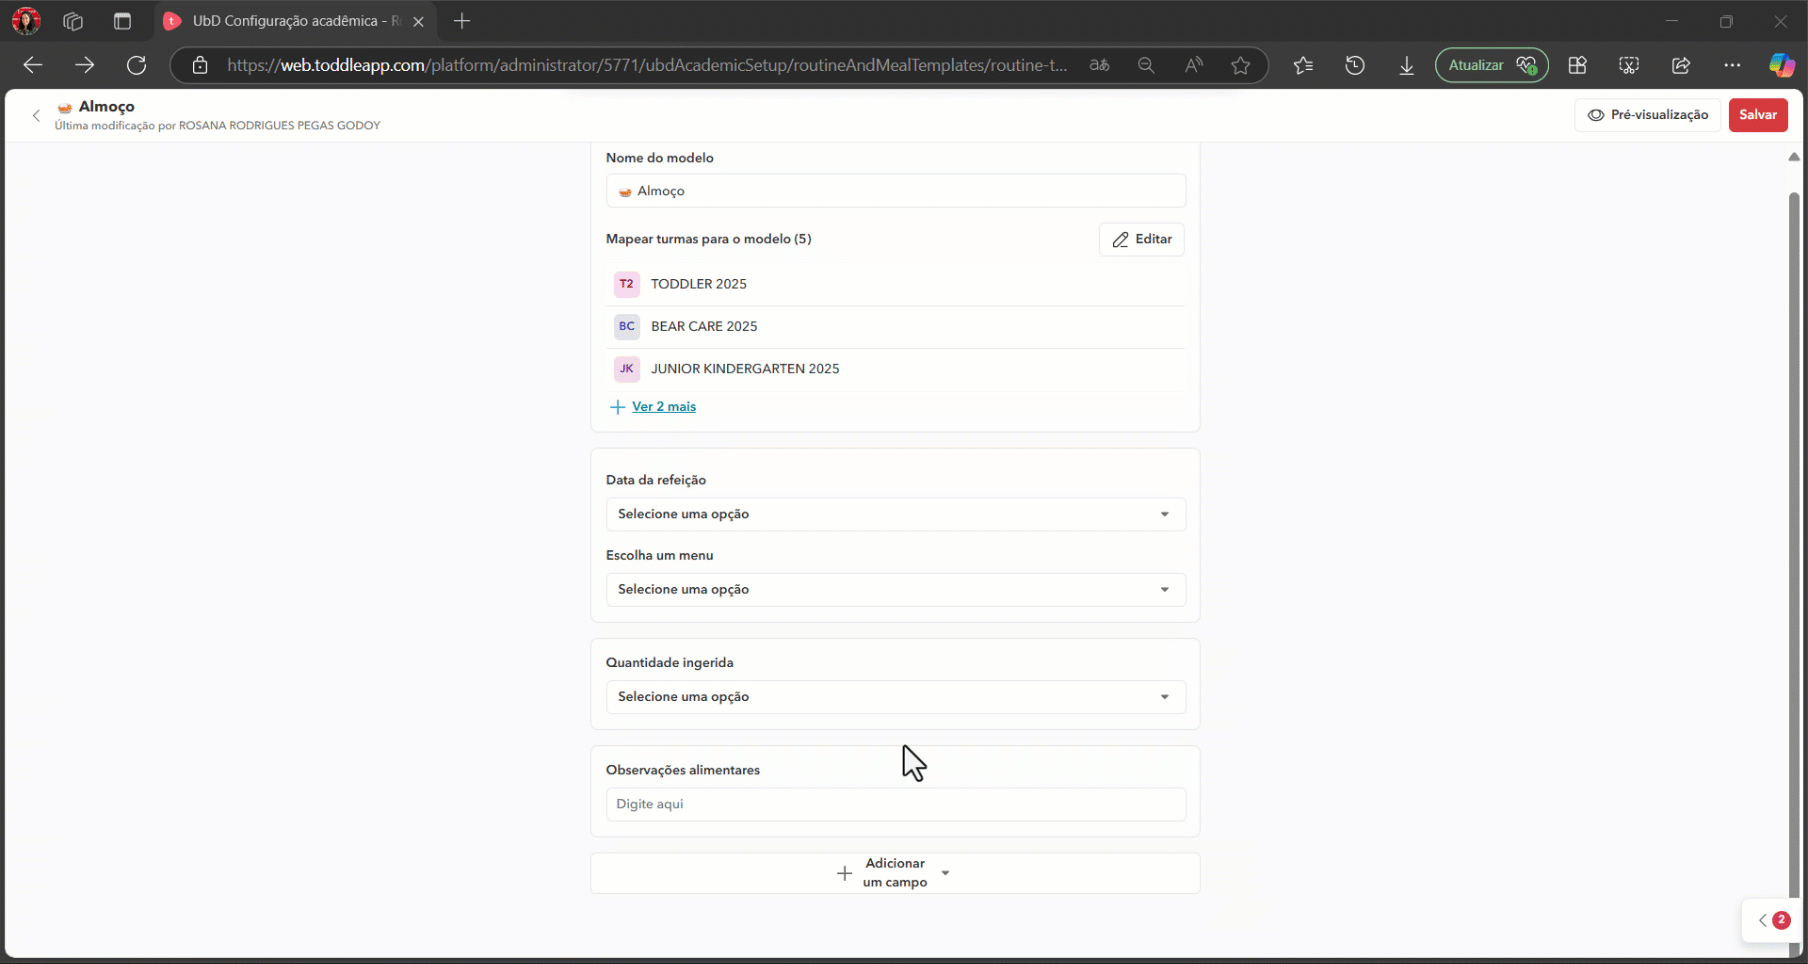 UbD Configuração acadêmica - R
https://web.toddleapp.com/platform/administrator/5771/ubdAcademicSetup/routineAndMealTemplates/routine-t...
Atualizar
Almoço
Última modificação por ROSANA RODRIGUES PEGAS GODOY
Pré-visualização
Salvar
Nome do modelo
Almoço
Mapear turmas para o modelo (5)
Editar
T2 TODDLER 2025
BC BEAR CARE 2025
JK JUNIOR KINDERGARTEN 2025
Ver 2 mais
Data da refeição
Selecione uma opção
Escolha um menu
Selecione uma opção
Quantidade ingerida
Selecione uma opção
Observações alimentares
Digite aqui
Adicionar
um campo
2